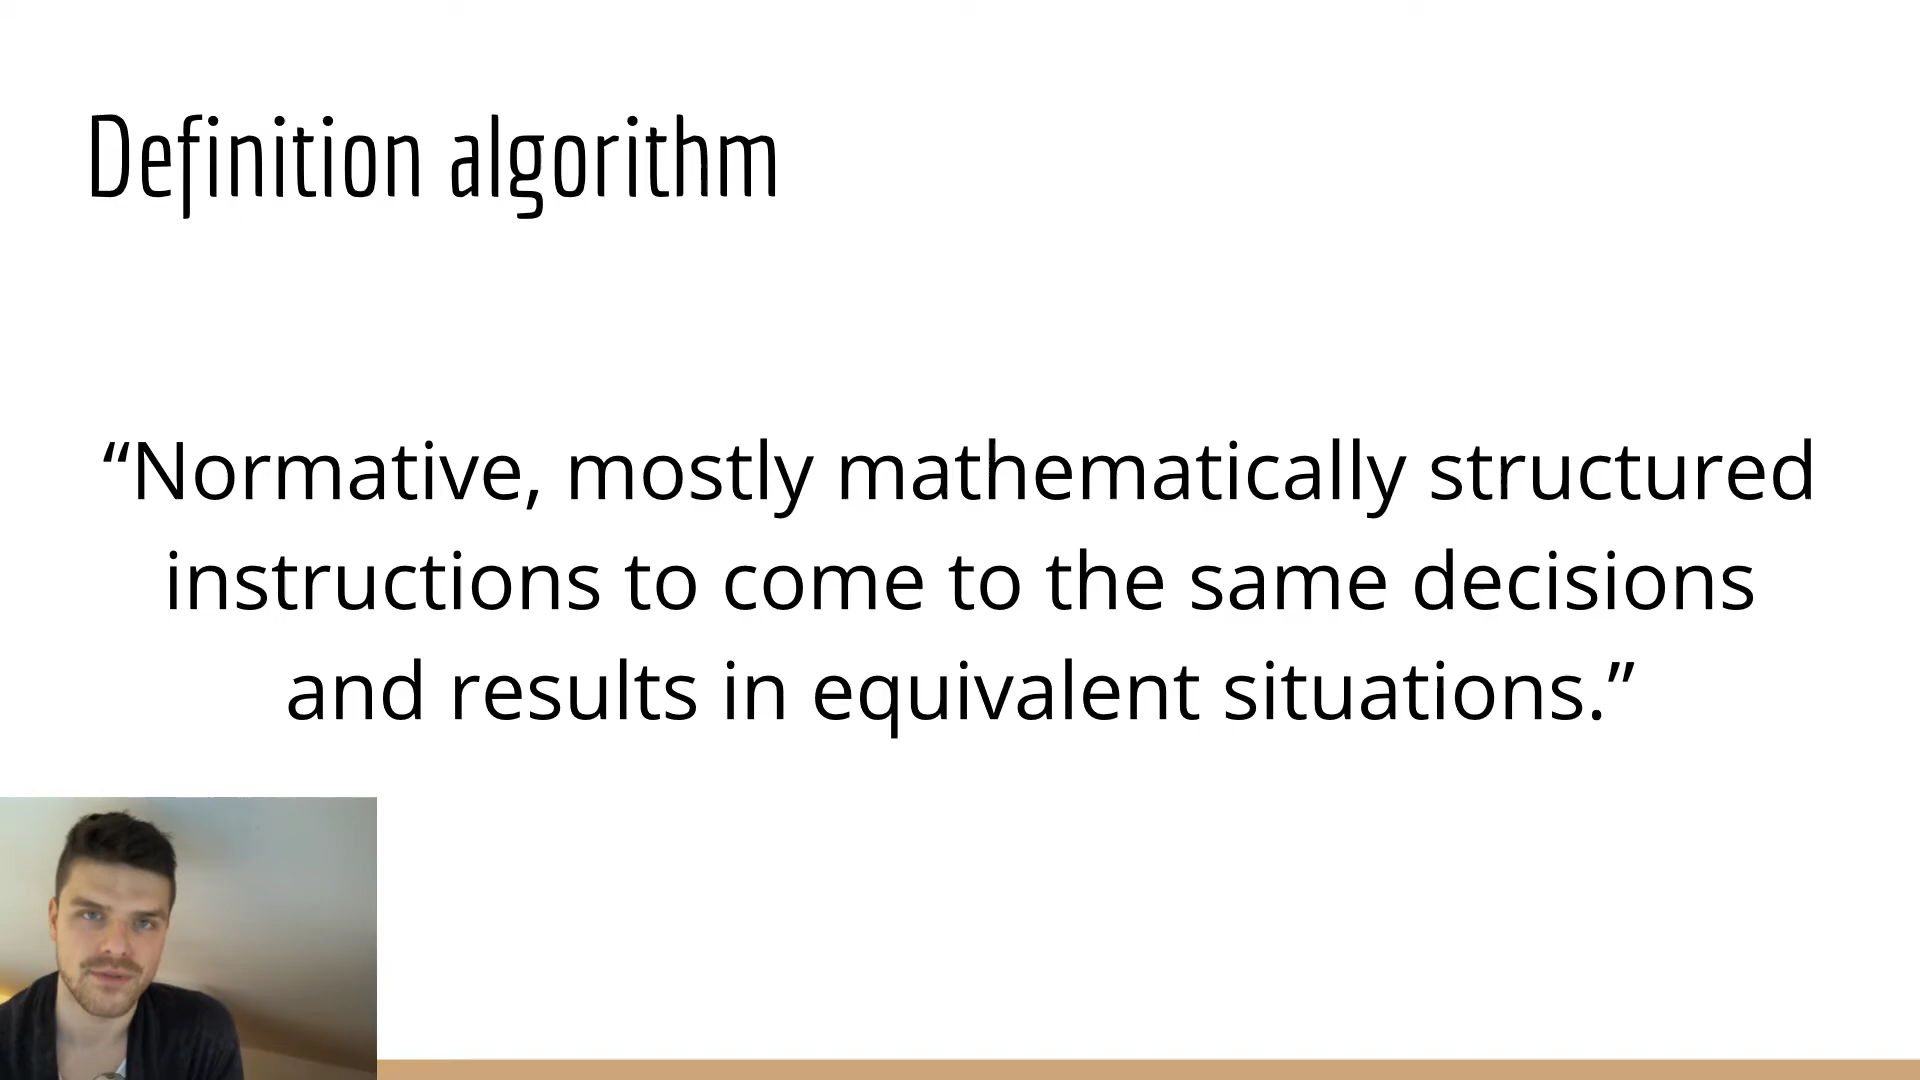 Definition algorithm
“Normative, mostly mathematically structured
instructions to come to the same decisions
and results in equivalent situations.”